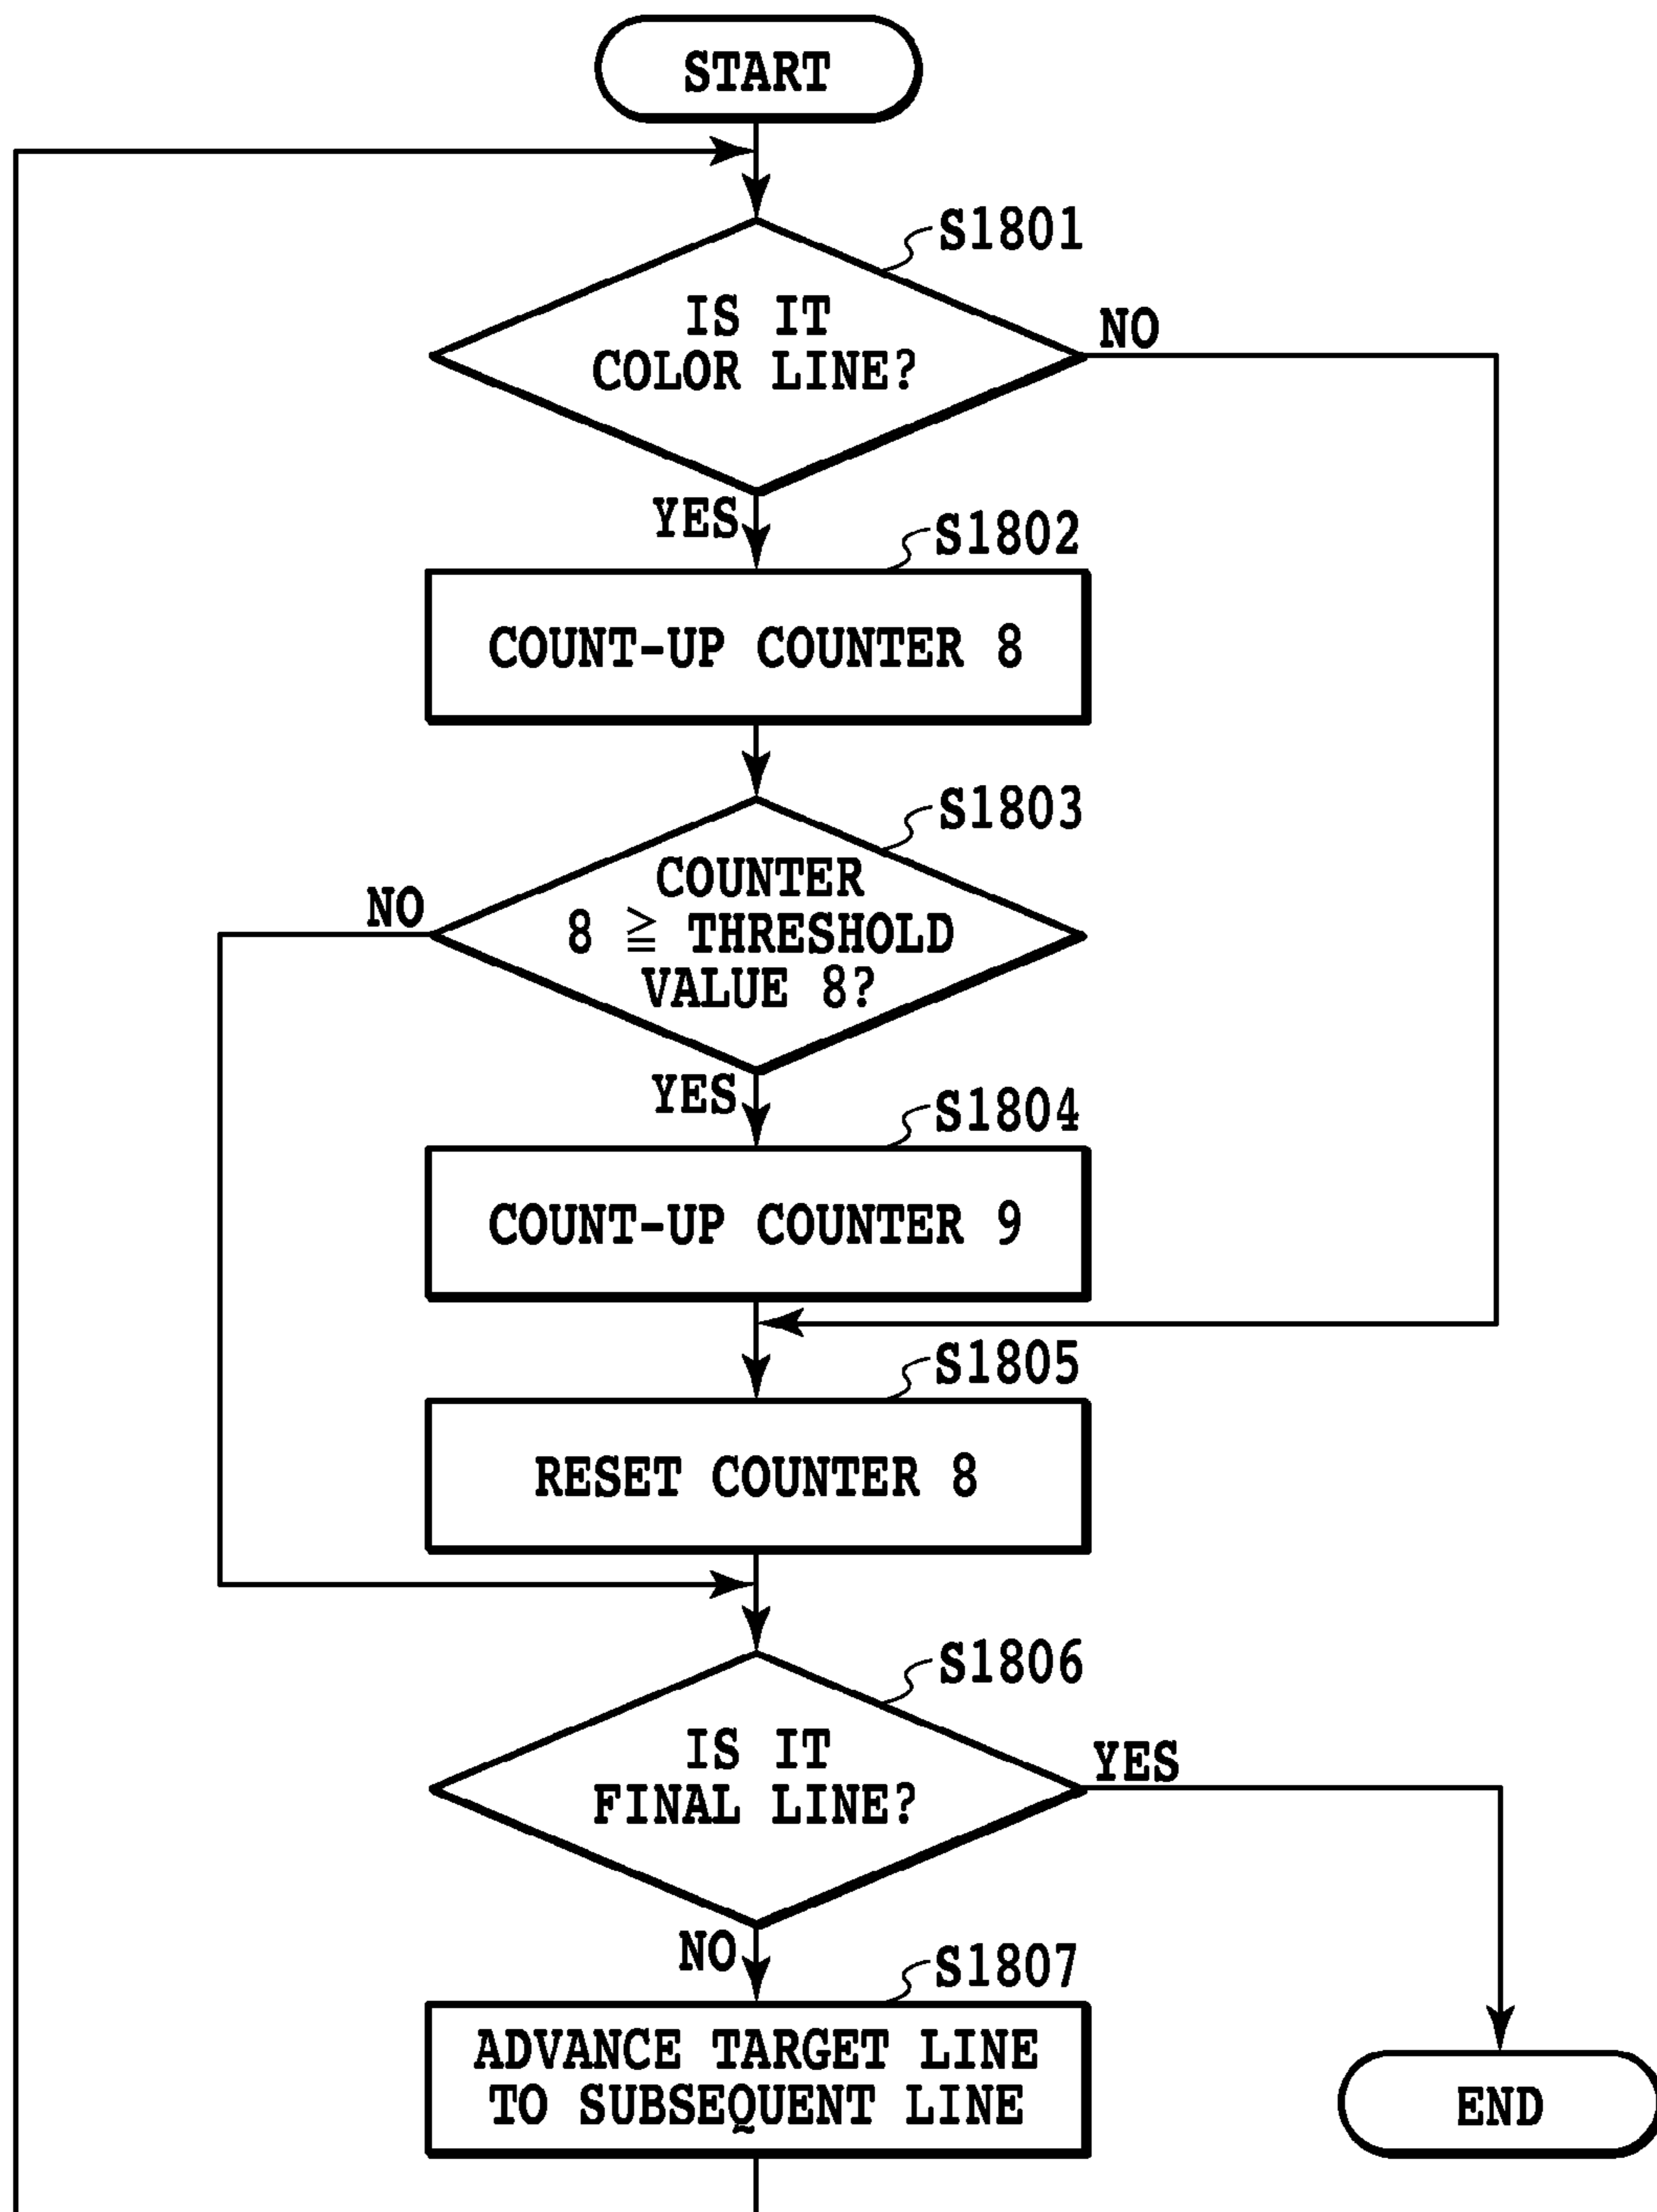 START
S1801
IS IT
COLOR LINE?
NO
YES
S1802
COUNT-UP COUNTER 8
S1803
COUNTER
8 ≧ THRESHOLD
VALUE 8?
NO
YES
S1804
COUNT-UP COUNTER 9
S1805
RESET COUNTER 8
S1806
IS IT
FINAL LINE?
YES
NO
S1807
ADVANCE TARGET LINE
TO SUBSEQUENT LINE
END